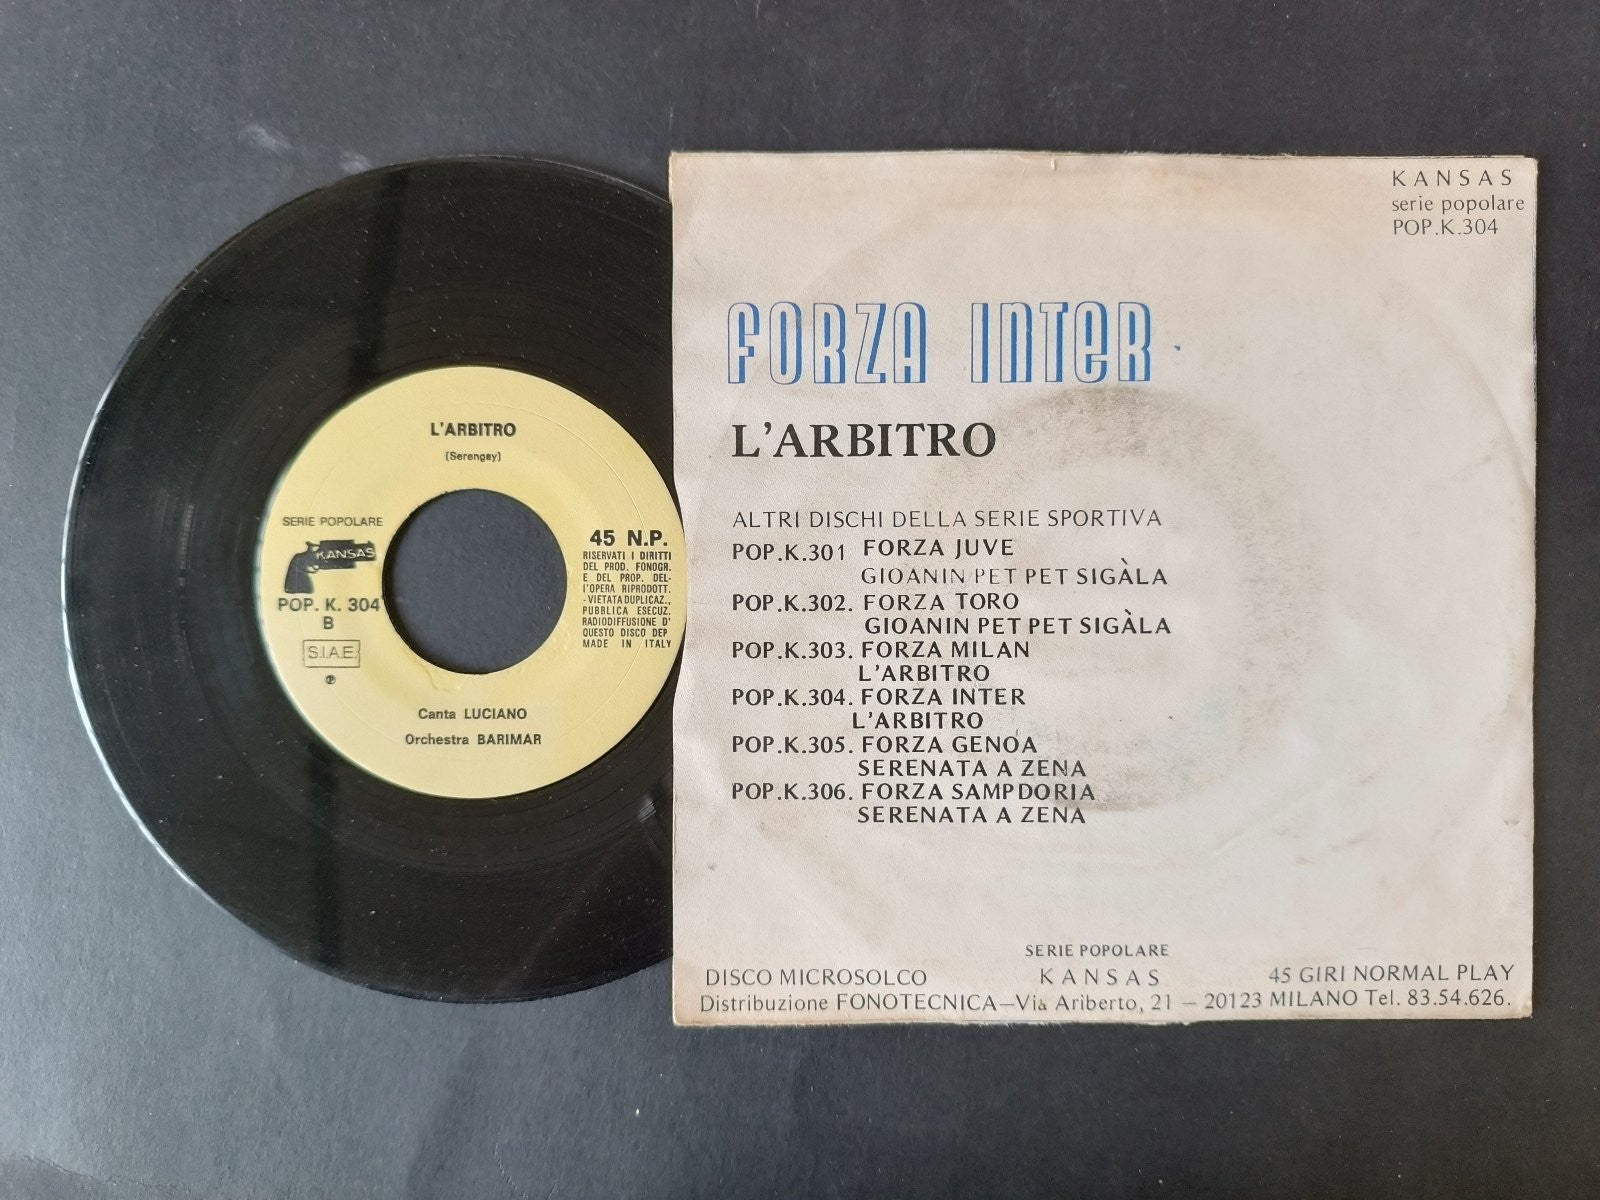 L'ARBITRO
(Serengay)
SERIE POPOLARE
KANSAS
POP. K. 304
B
S.I.A.E.
℗
45 N.P.
RISERVATI I DIRITTI
DEL PROD. FONOGR.
E DEL PROP. DEL-
L'OPERA RIPRODOTT.
-VIETATA DUPLICAZ.,
PUBBLICA ESECUZ.
RADIODIFFUSIONE D'
QUESTO DISCO DEP
MADE IN ITALY
Canta LUCIANO
Orchestra BARIMAR
KANSAS
serie popolare
POP.K.304
FORZA INTER
L'ARBITRO
ALTRI DISCHI DELLA SERIE SPORTIVA
POP.K.301 FORZA JUVE
GIOANIN PET PET SIGÀLA
POP.K.302. FORZA TORO
GIOANIN PET PET SIGÀLA
POP.K.303. FORZA MILAN
L'ARBITRO
POP.K.304. FORZA INTER
L'ARBITRO
POP.K.305. FORZA GENOA
SERENATA A ZENA
POP.K.306. FORZA SAMPDORIA
SERENATA A ZENA
SERIE POPOLARE
DISCO MICROSOLCO KANSAS 45 GIRI NORMAL PLAY
Distribuzione FONOTECNICA—Via Ariberto, 21 — 20123 MILANO Tel. 83.54.626.